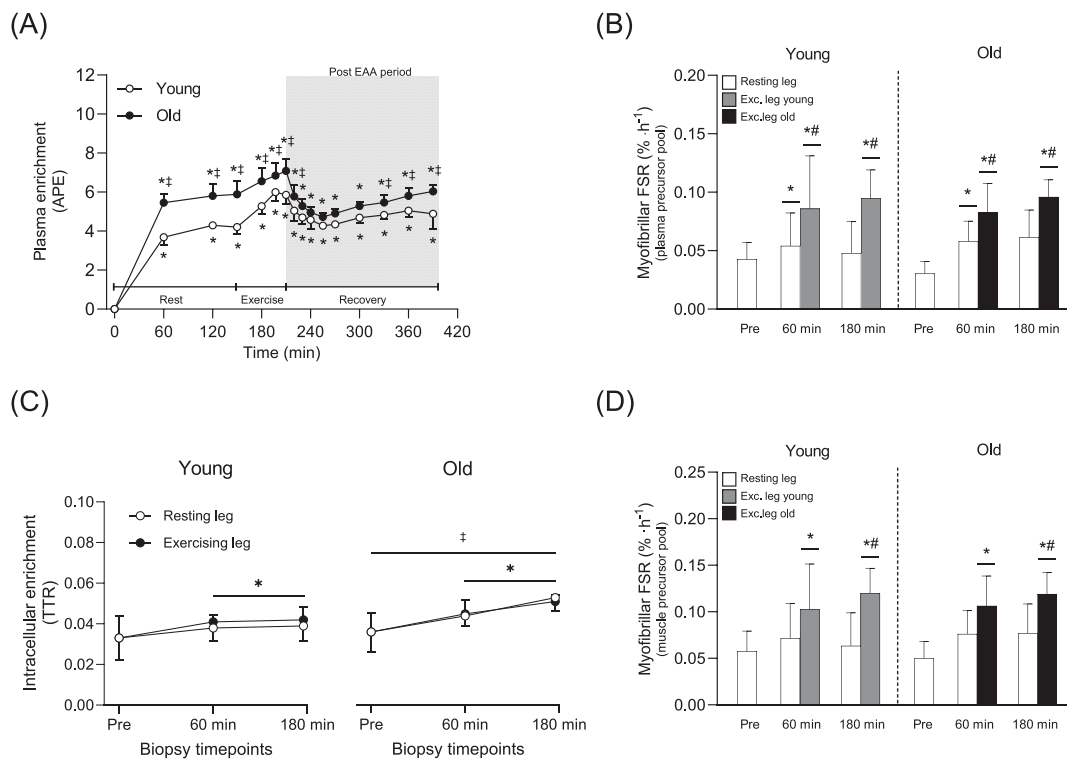 (A)
Post EAA period
Young
Old
Plasma enrichment
(APE)
12
10
8
6
4
2
0
*‡ *‡ *‡ *‡ *‡ *‡ *‡ ‡ * * * * *‡ * *‡
* * * * * * * * * * * * * *
Rest Exercise Recovery
0 60 120 180 240 300 360 420
Time (min)
(B)
Young Old
Resting leg
Exc. leg young
Exc.leg old
Myofibrillar FSR (% ·h⁻¹)
(plasma precursor pool)
0.20
0.15
0.10
0.05
0.00
* *# *# * *# *#
Pre 60 min 180 min Pre 60 min 180 min
(C)
Young Old
Resting leg
Exercising leg
Intracellular enrichment
(TTR)
0.10
0.08
0.06
0.04
0.02
0.00
‡
* *
Pre 60 min 180 min Pre 60 min 180 min
Biopsy timepoints Biopsy timepoints
(D)
Young Old
Resting leg
Exc. leg young
Exc.leg old
Myofibrillar FSR (% ·h⁻¹)
(muscle precursor pool)
0.25
0.20
0.15
0.10
0.05
0.00
* *# * *#
Pre 60 min 180 min Pre 60 min 180 min